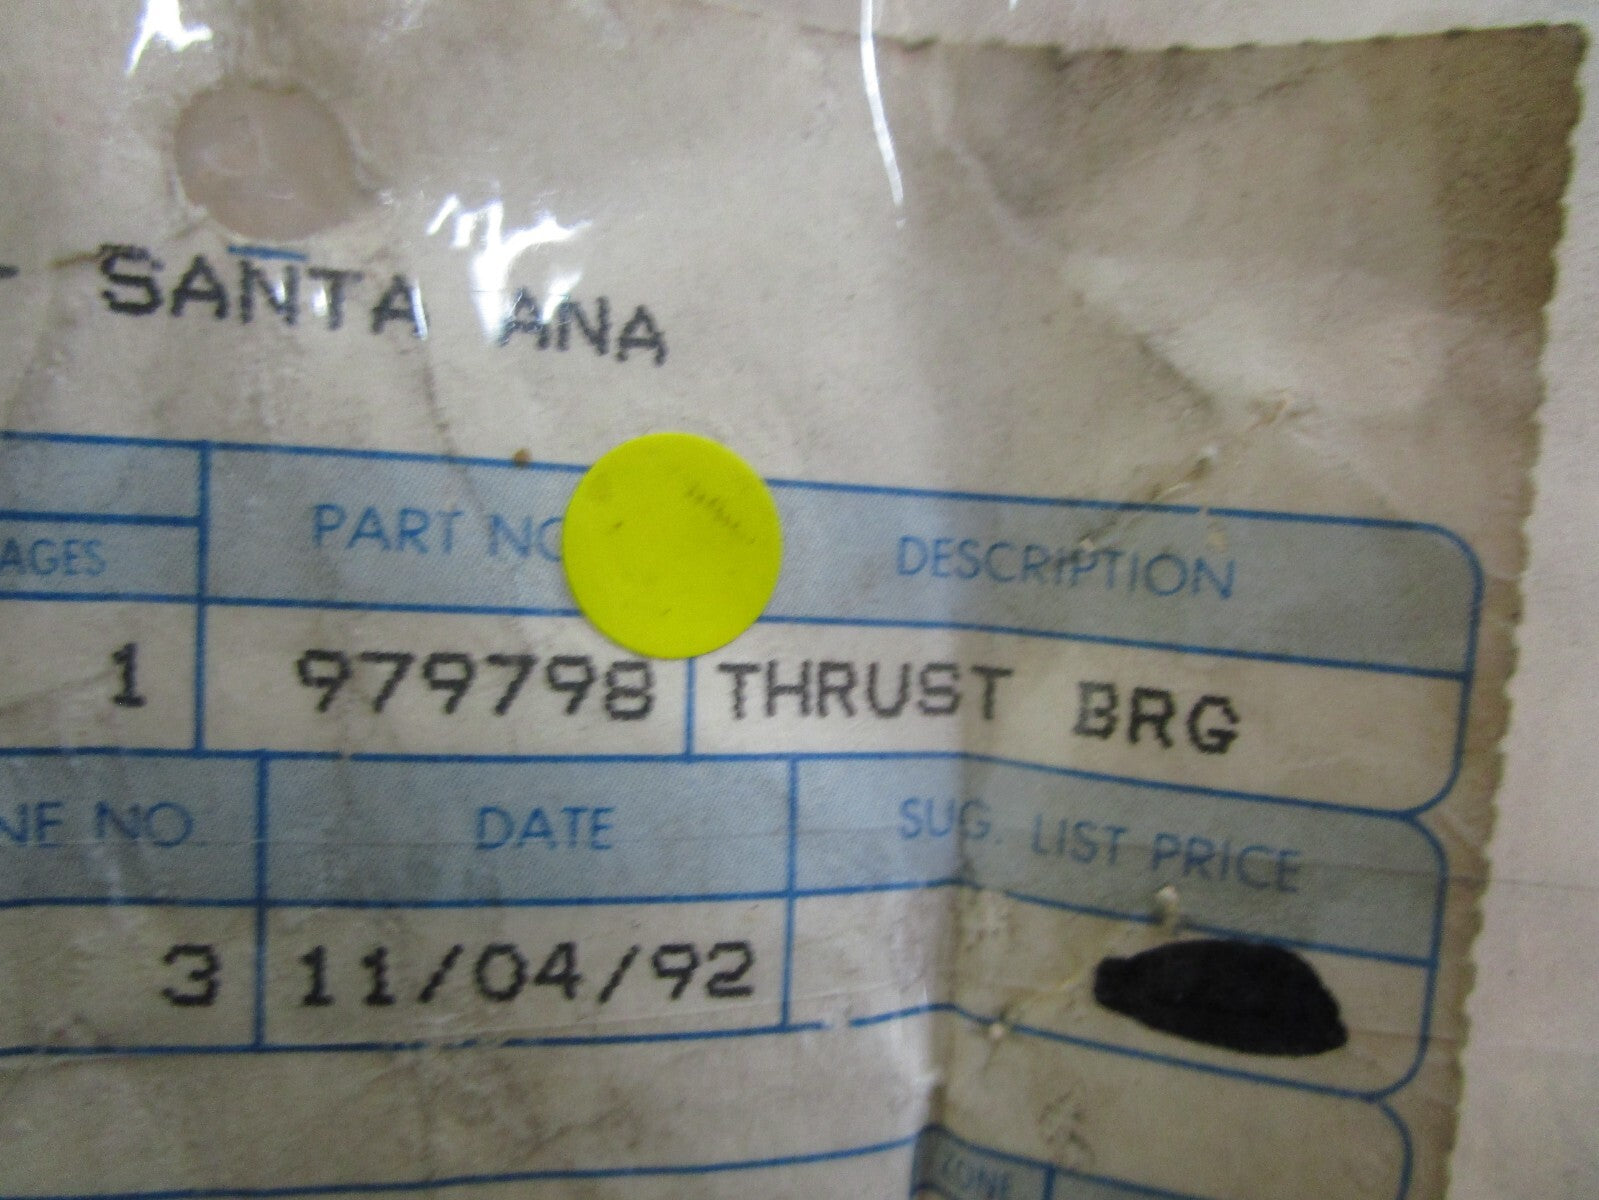 - SANTA ANA
AGES PART NO DESCRIPTION
1 979798 THRUST BRG
NE NO. DATE SUG. LIST PRICE
3 11/04/92
ZONE